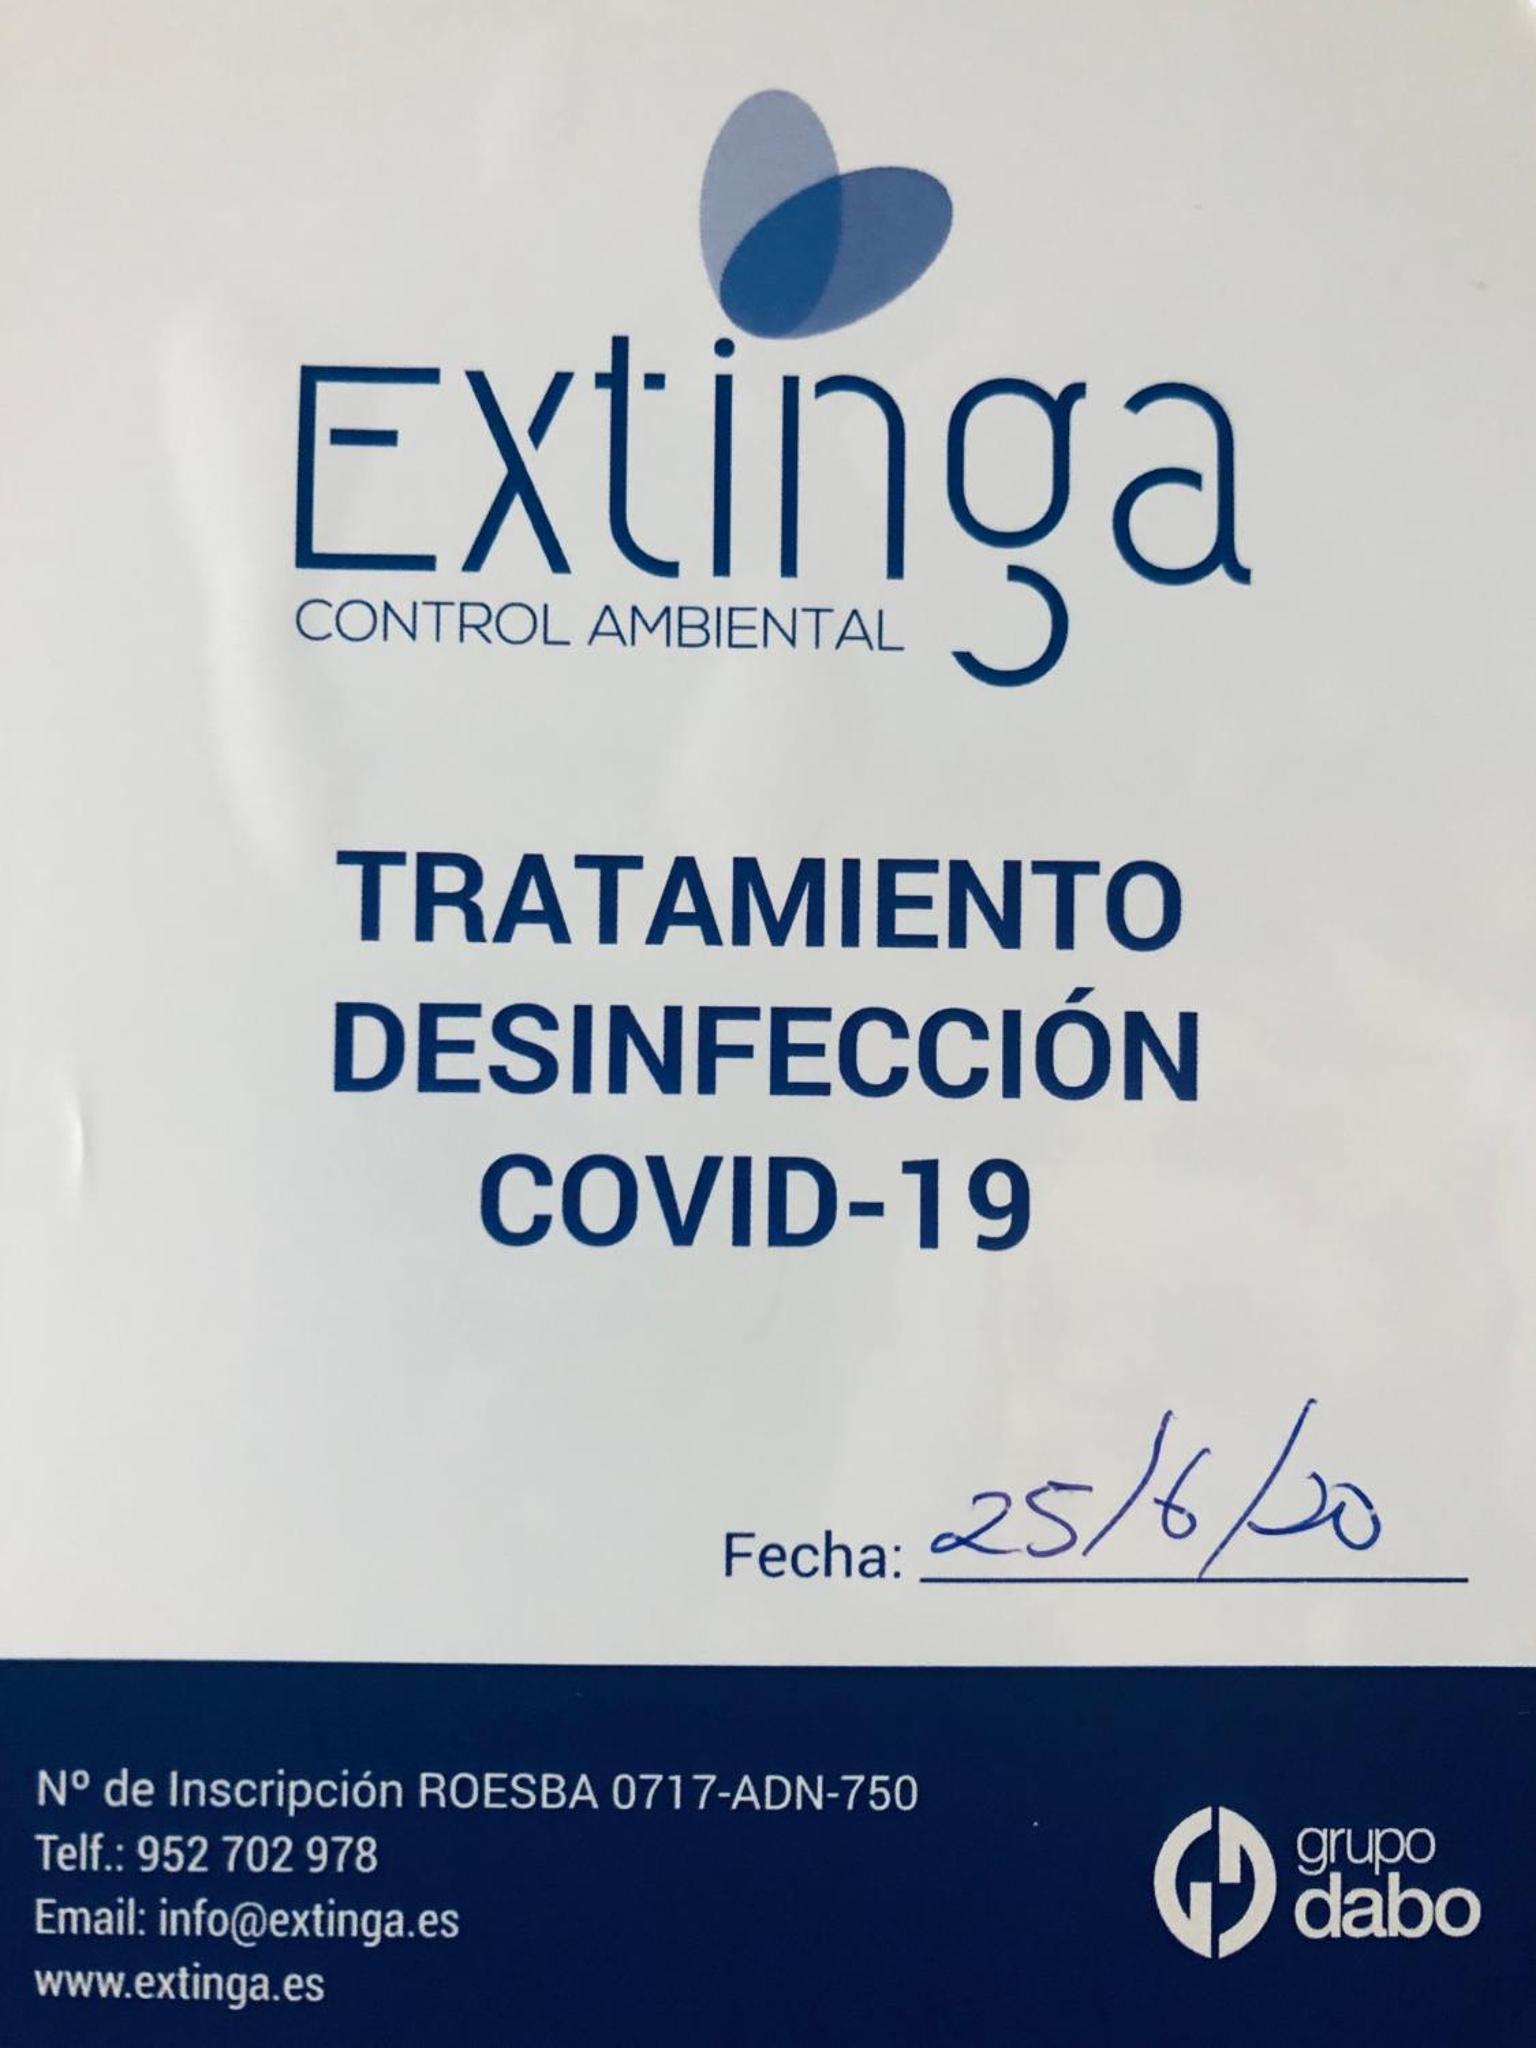 Extinga
CONTROL AMBIENTAL
TRATAMIENTO
DESINFECCIÓN
COVID-19
Fecha: 25/6/20
Nº de Inscripción ROESBA 0717-ADN-750
Telf.: 952 702 978
Email: info@extinga.es
www.extinga.es
grupo
dabo